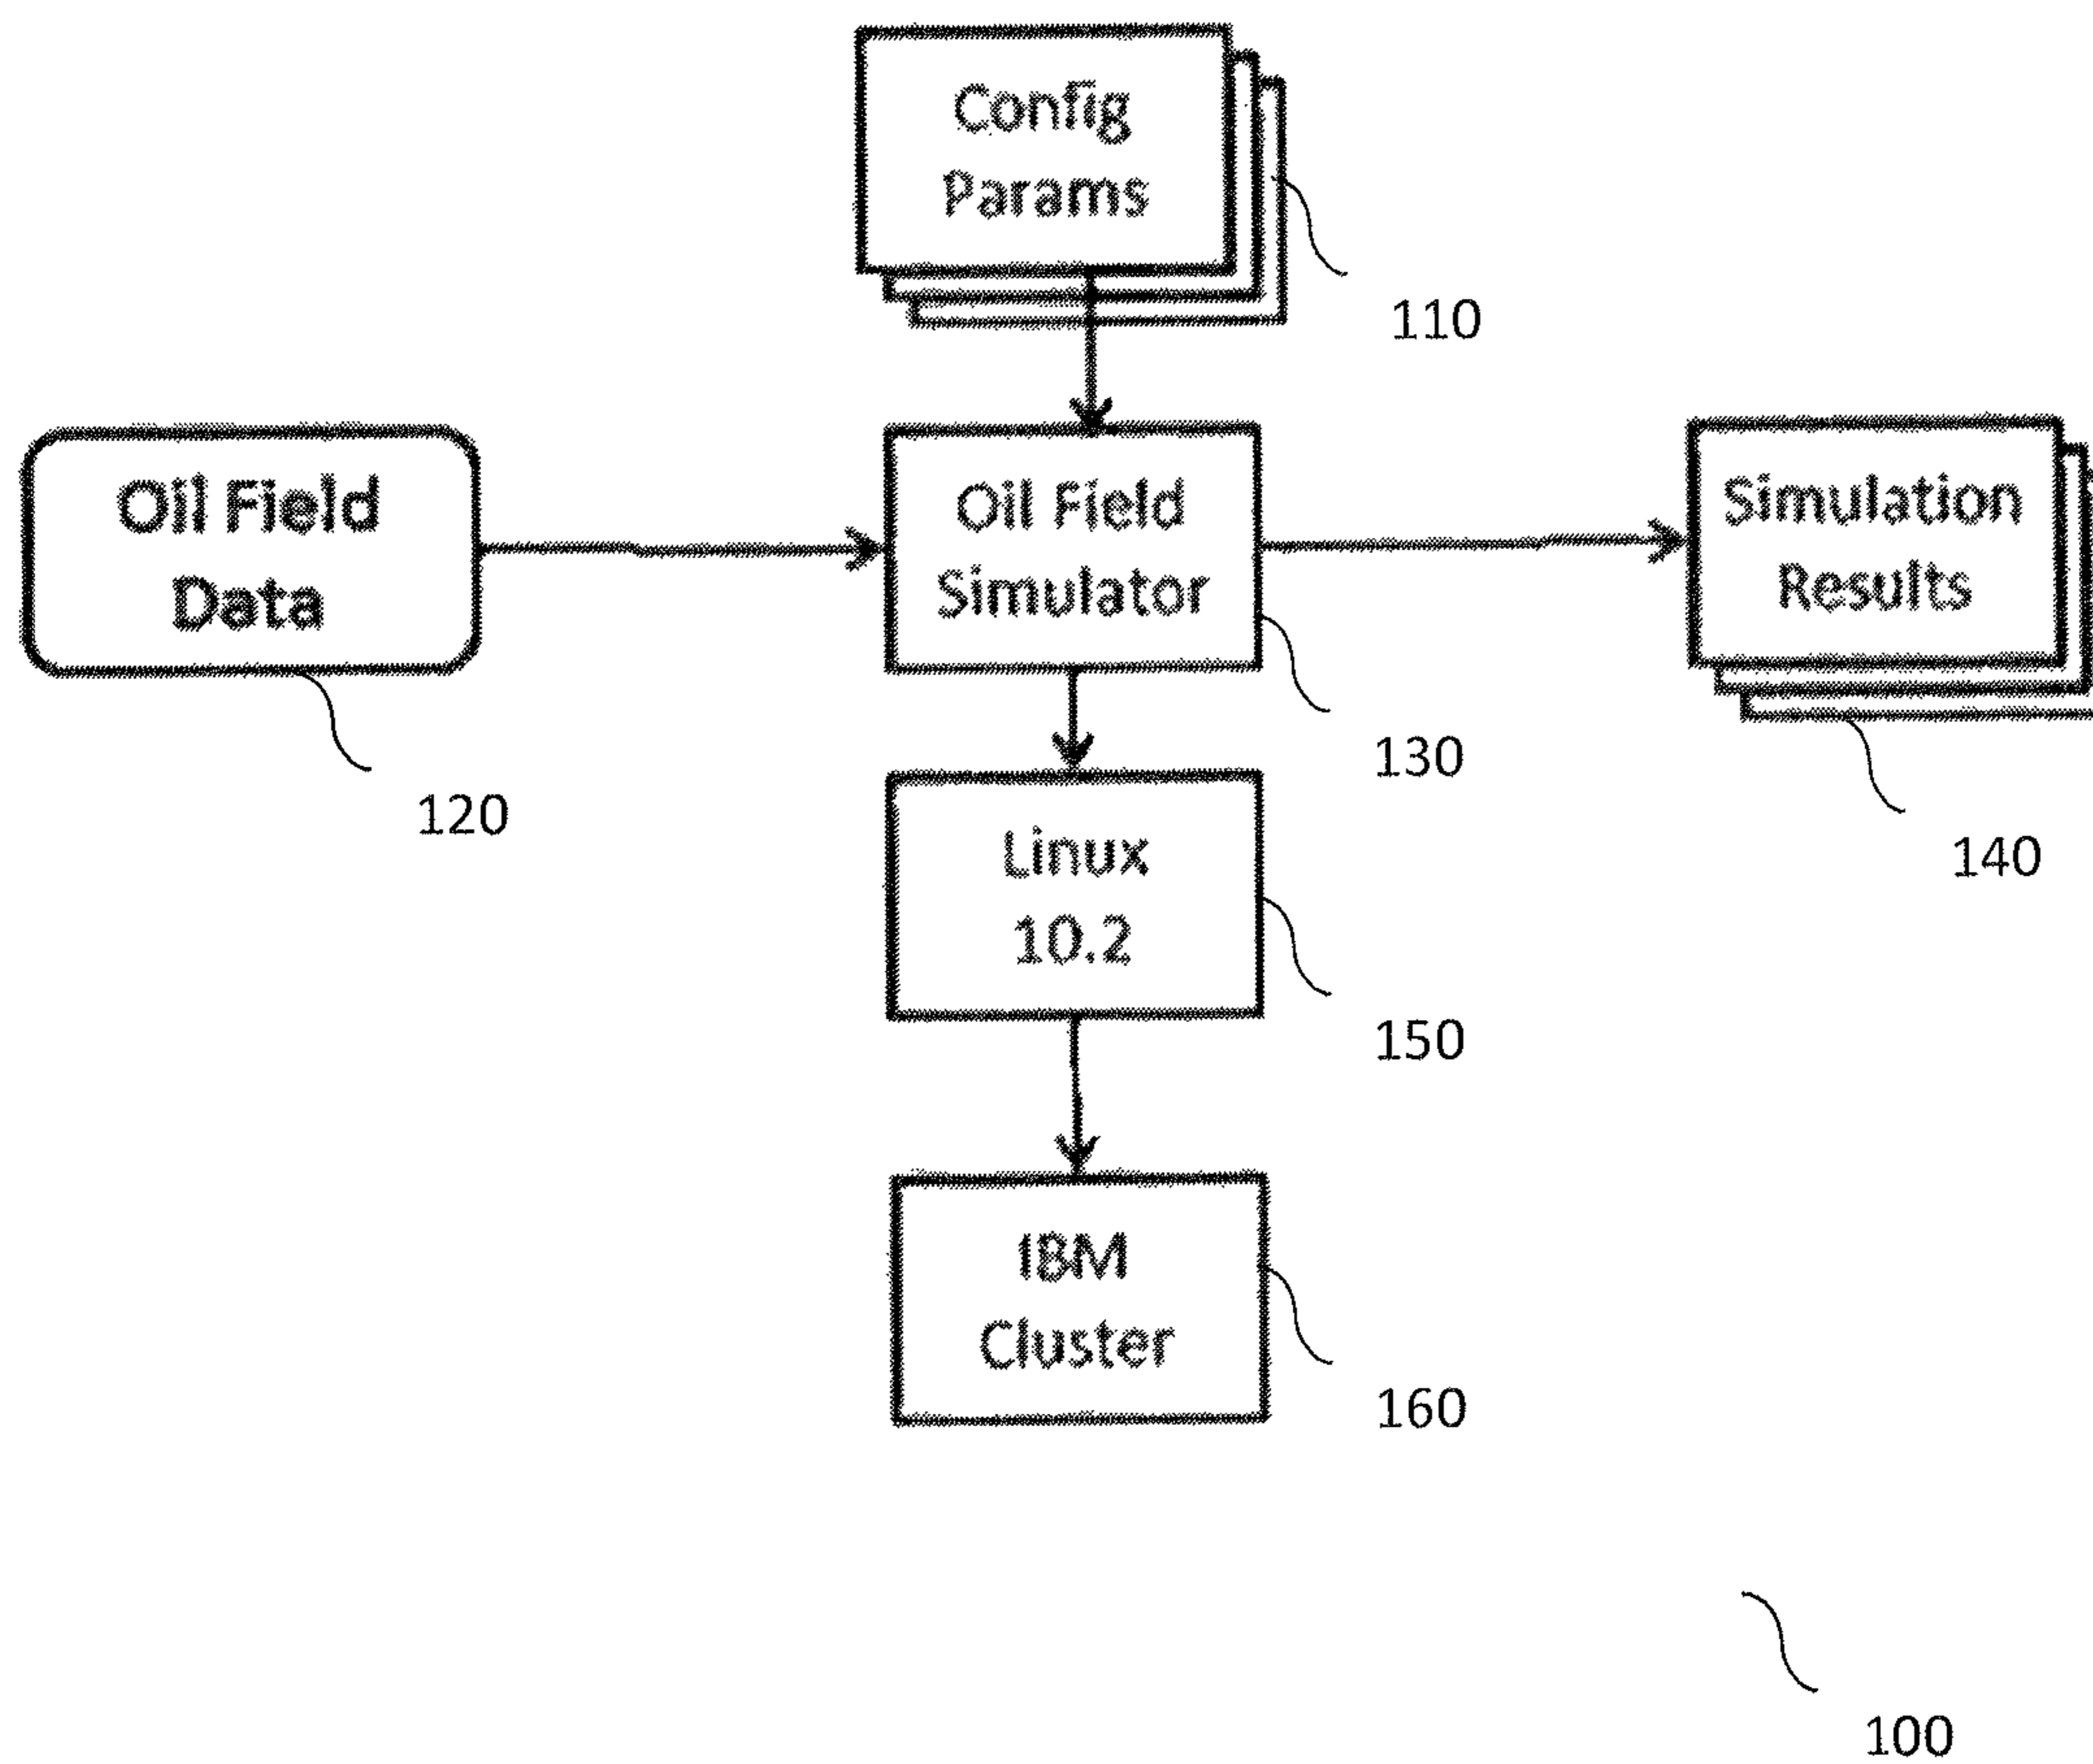 Config
Params
110
Oil Field
Data
120
Oil Field
Simulator
130
Simulation
Results
140
Linux
10.2
150
IBM
Cluster
160
100